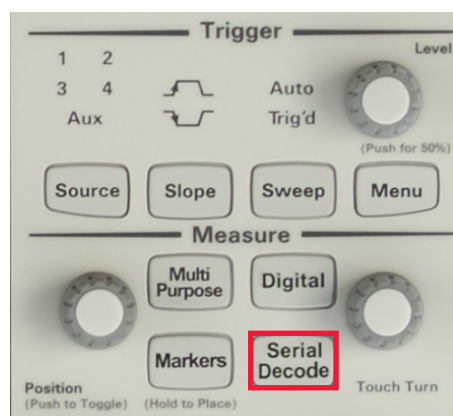 Trigger
Level
1 2
3 4
Auto
Aux
Trig'd
(Push for 50%)
Source
Slope
Sweep
Menu
Measure
Multi
Purpose
Digital
Markers
Serial
Decode
Position
(Push to Toggle)
(Hold to Place)
Touch Turn